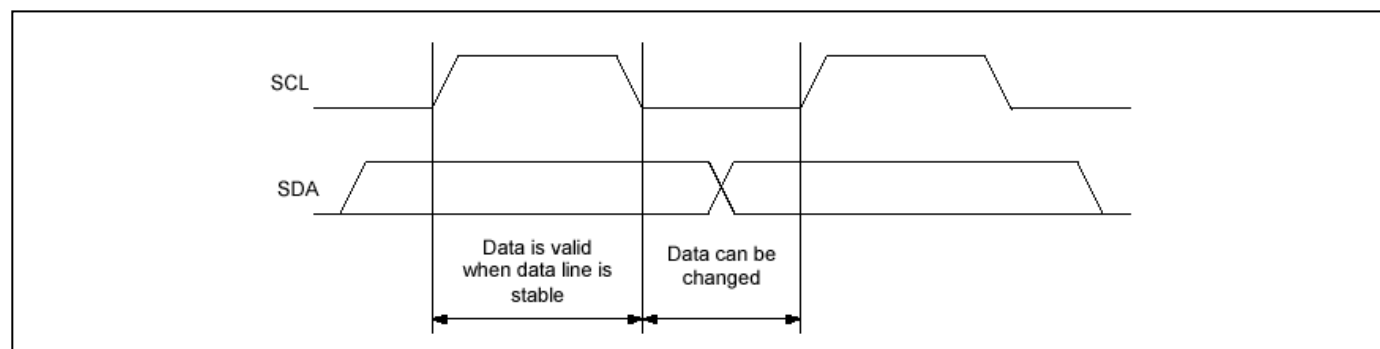 SCL
SDA
Data is valid
when data line is
stable
Data can be
changed